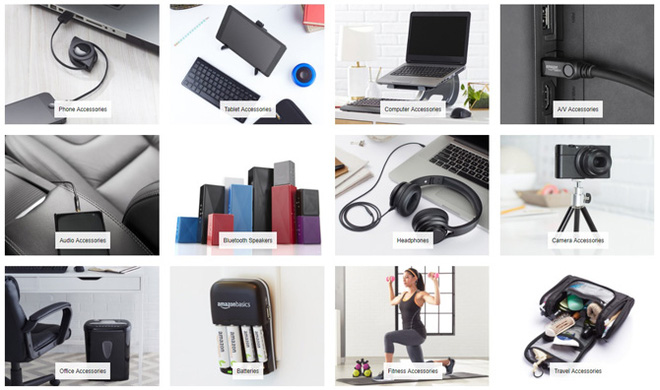 Phone Accessories
Tablet Accessories
Computer Accessories
A/V Accessories
Audio Accessories
Bluetooth Speakers
Headphones
Camera Accessories
Office Accessories
amazonbasics
Batteries
Fitness Accessories
Travel Accessories